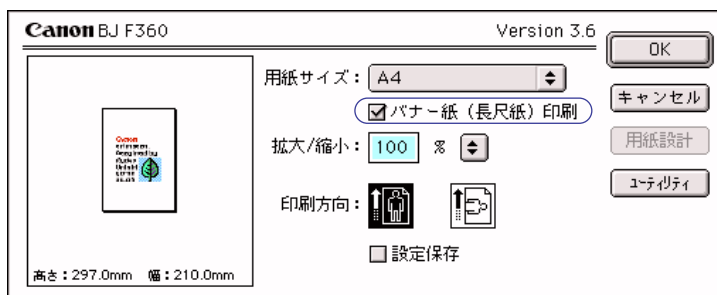 Canon BJ F360
Version 3.6
OK
用紙サイズ：A4
キャンセル
バナー紙（長尺紙）印刷
用紙設計
拡大/縮小：100 %
ユーティリティ
印刷方向：
設定保存
高さ：297.0mm 幅：210.0mm